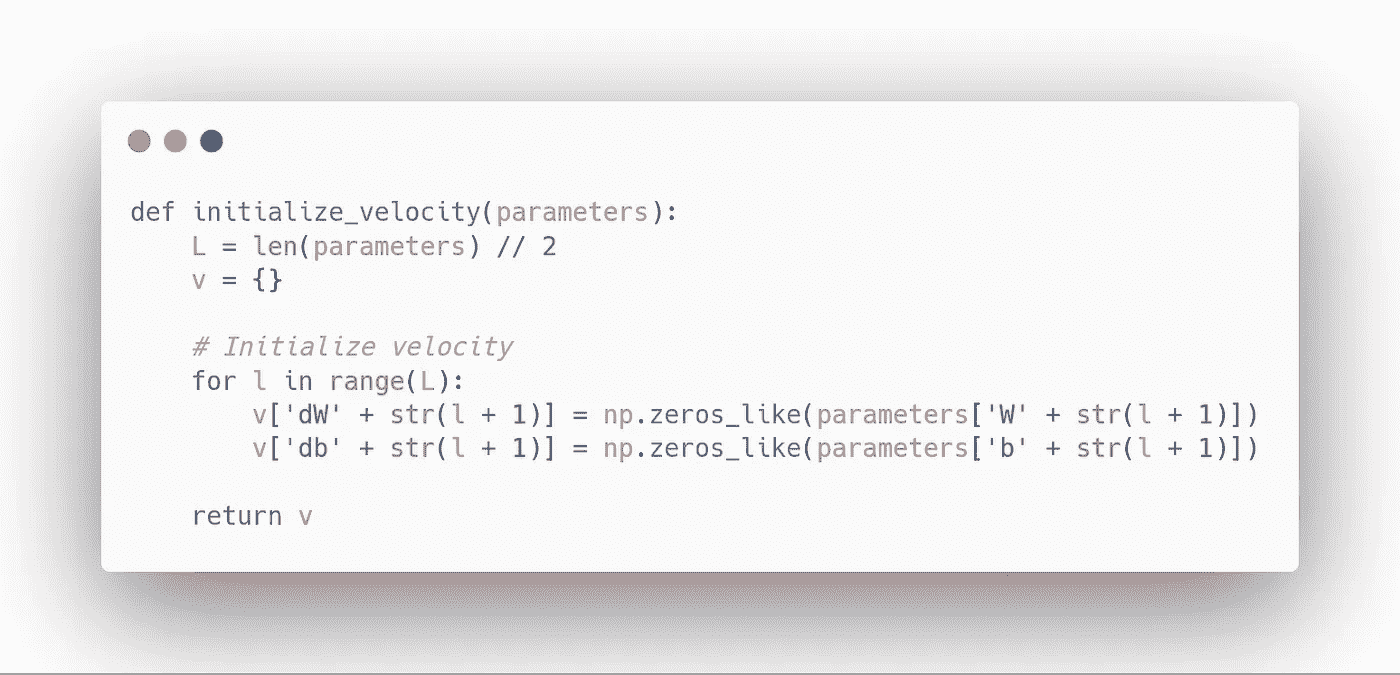 def initialize_velocity(parameters):
    L = len(parameters) // 2
    v = {}
    # Initialize velocity
    for l in range(L):
        v['dW' + str(l + 1)] = np.zeros_like(parameters['W' + str(l + 1)])
        v['db' + str(l + 1)] = np.zeros_like(parameters['b' + str(l + 1)])
    return v